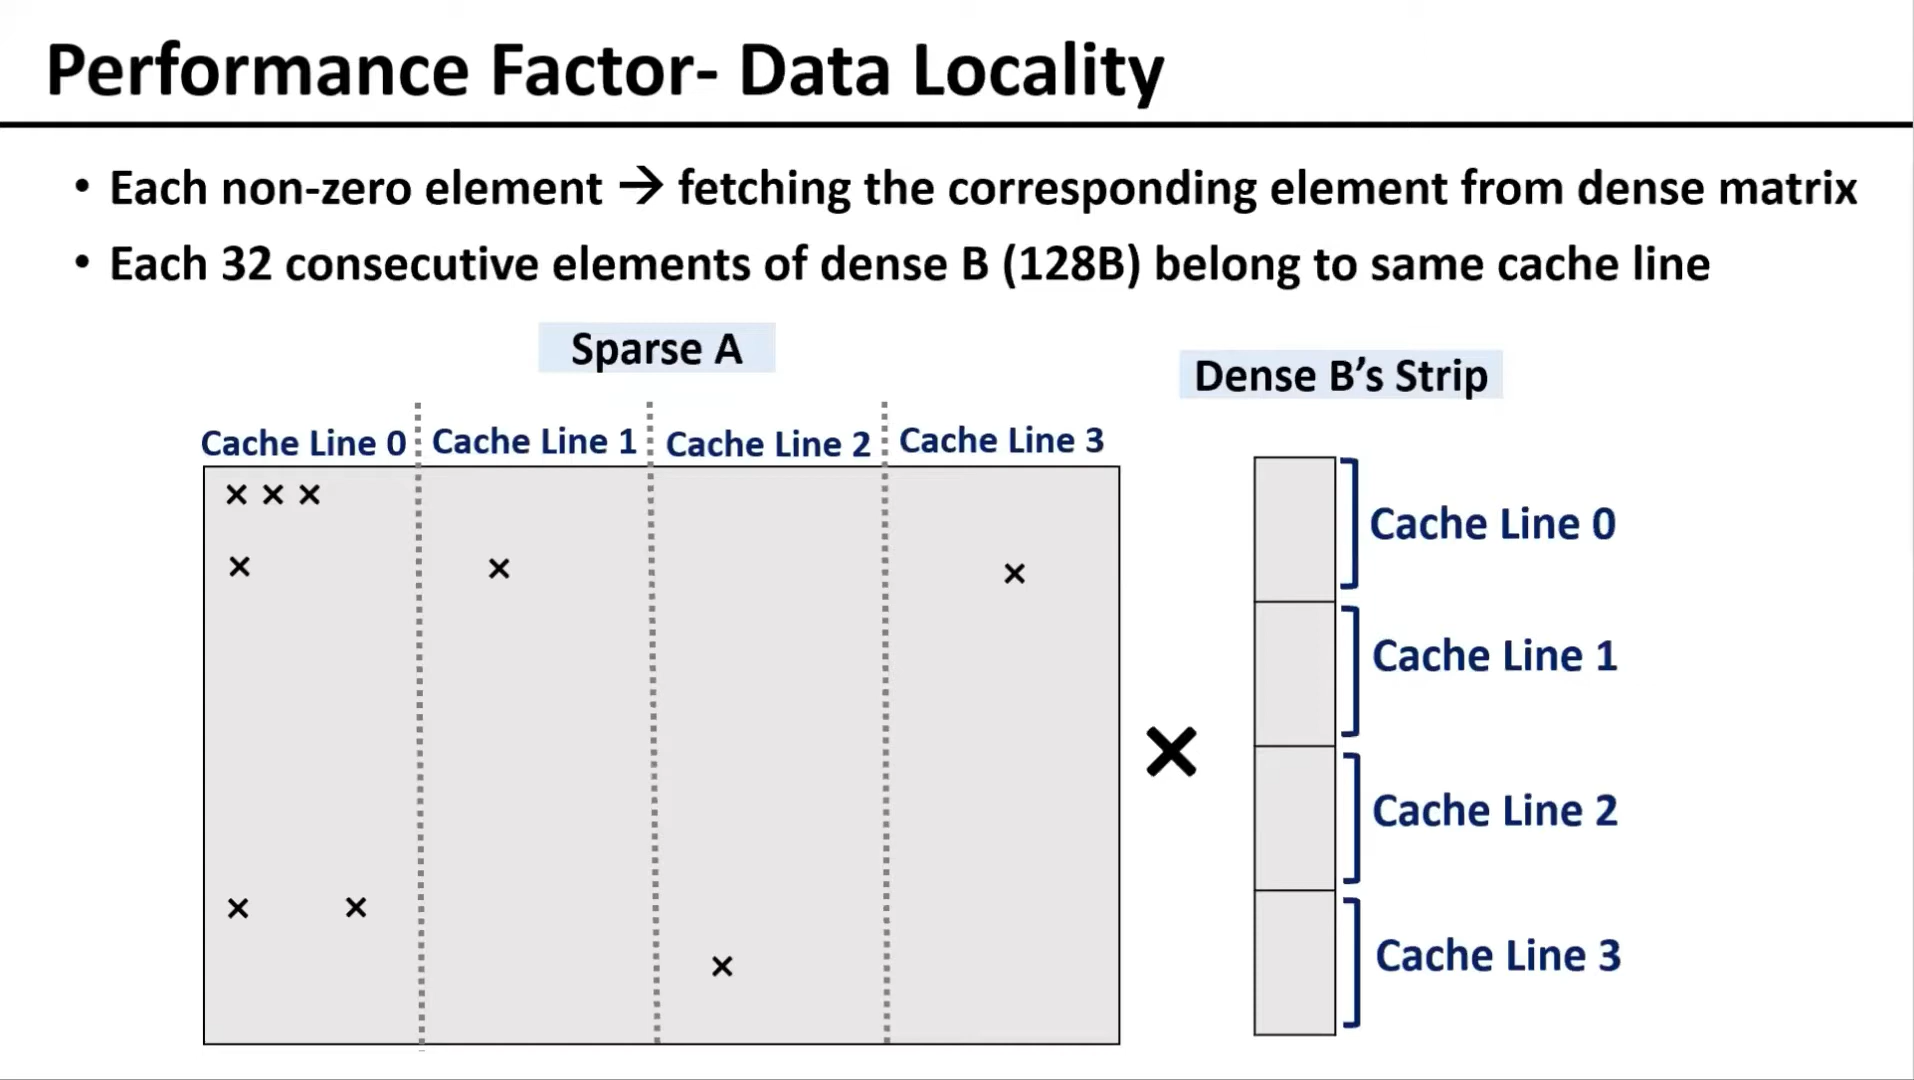 Performance Factor- Data Locality
• Each non-zero element → fetching the corresponding element from dense matrix
• Each 32 consecutive elements of dense B (128B) belong to same cache line
Sparse A
Dense B’s Strip
Cache Line 0
Cache Line 1
Cache Line 2
Cache Line 3
Cache Line 0
Cache Line 1
Cache Line 2
Cache Line 3